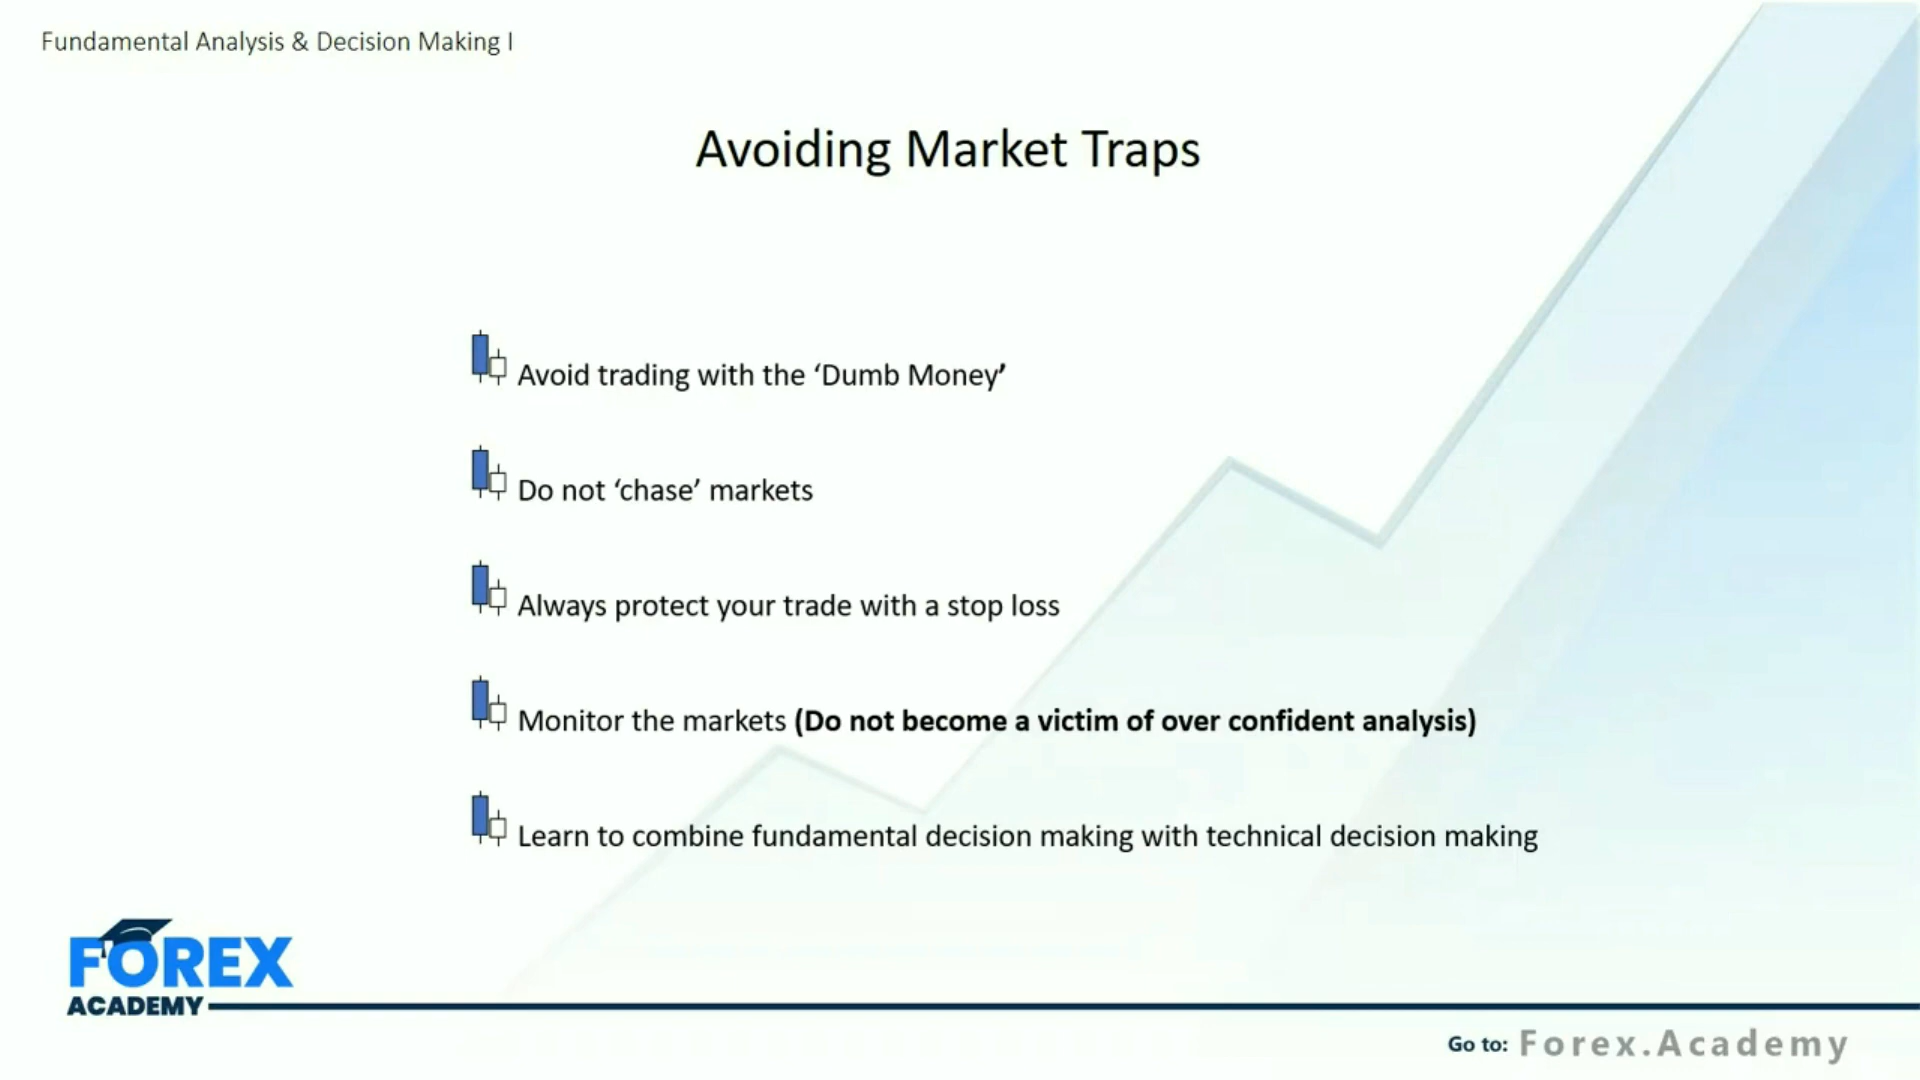 Fundamental Analysis & Decision Making I
Avoiding Market Traps
Avoid trading with the ‘Dumb Money’
Do not ‘chase’ markets
Always protect your trade with a stop loss
Monitor the markets (Do not become a victim of over confident analysis)
Learn to combine fundamental decision making with technical decision making
FOREX
ACADEMY
Go to: Forex.Academy